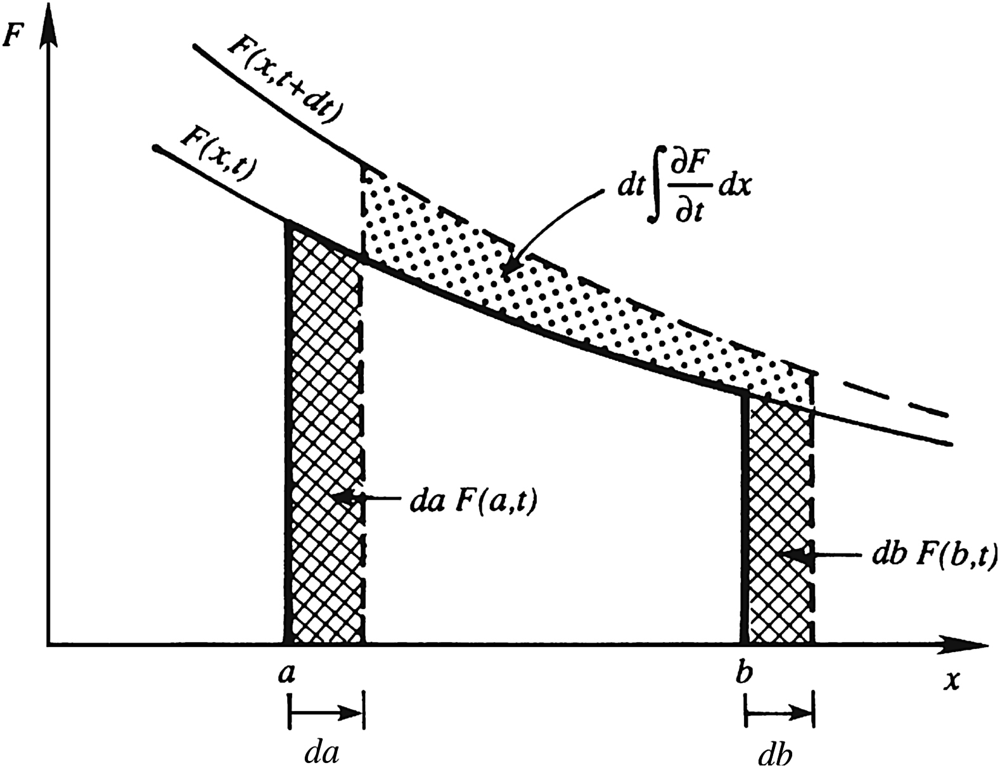 F
F(x,t+dt)
F(x,t)
dt∫ ∂F/∂t dx
da F(a,t)
db F(b,t)
a
b
x
da
db